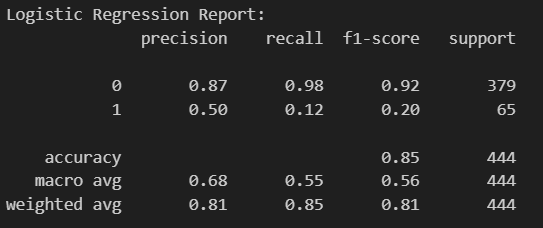 Logistic Regression Report:
precision recall f1-score support
0 0.87 0.98 0.92 379
1 0.50 0.12 0.20 65
accuracy 0.85 444
macro avg 0.68 0.55 0.56 444
weighted avg 0.81 0.85 0.81 444